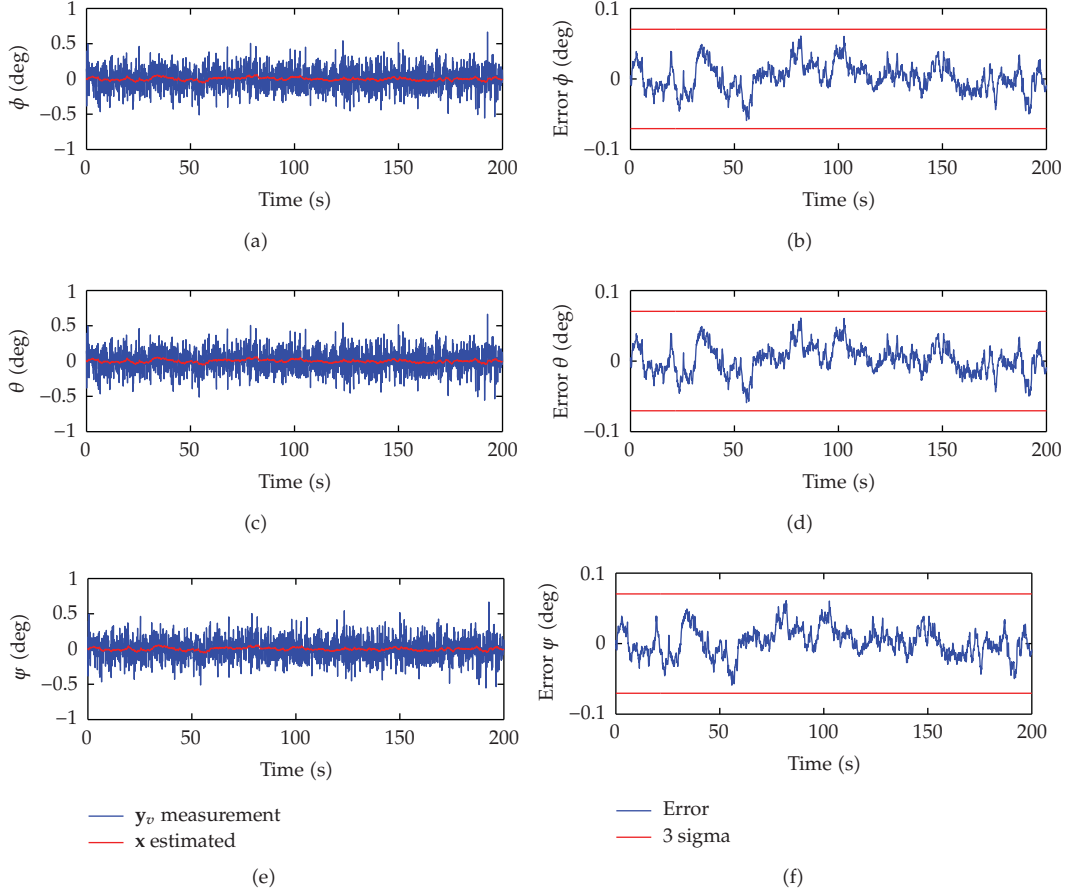 1
0.5
0
−0.5
−1
ϕ (deg)
0 50 100 150 200
Time (s)
(a)
0.1
0
−0.1
Error ϕ (deg)
0 50 100 150 200
Time (s)
(b)
1
0.5
0
−0.5
−1
θ (deg)
0 50 100 150 200
Time (s)
(c)
0.1
0
−0.1
Error θ (deg)
0 50 100 150 200
Time (s)
(d)
1
0.5
0
−0.5
−1
ψ (deg)
0 50 100 150 200
Time (s)
y_v measurement
x estimated
(e)
0.1
0
−0.1
Error ψ (deg)
0 50 100 150 200
Time (s)
Error
3 sigma
(f)